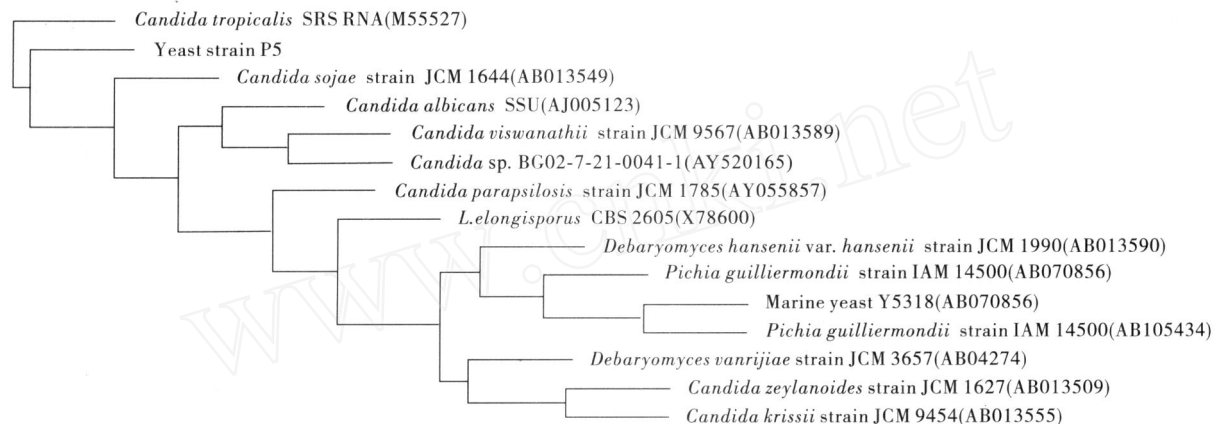 Candida tropicalis SRS RNA(M55527)
Yeast strain P5
Candida sojae strain JCM 1644(AB013549)
Candida albicans SSU(AJ005123)
Candida viswanathii strain JCM 9567(AB013589)
Candida sp. BG02-7-21-0041-1(AY520165)
Candida parapsilosis strain JCM 1785(AY055857)
L.elongisporus CBS 2605(X78600)
Debaryomyces hansenii var. hansenii strain JCM 1990(AB013590)
Pichia guilliermondii strain IAM 14500(AB070856)
Marine yeast Y5318(AB070856)
Pichia guilliermondii strain IAM 14500(AB105434)
Debaryomyces vanrijiae strain JCM 3657(AB04274)
Candida zeylanoides strain JCM 1627(AB013509)
Candida krissii strain JCM 9454(AB013555)
www.cnki.net